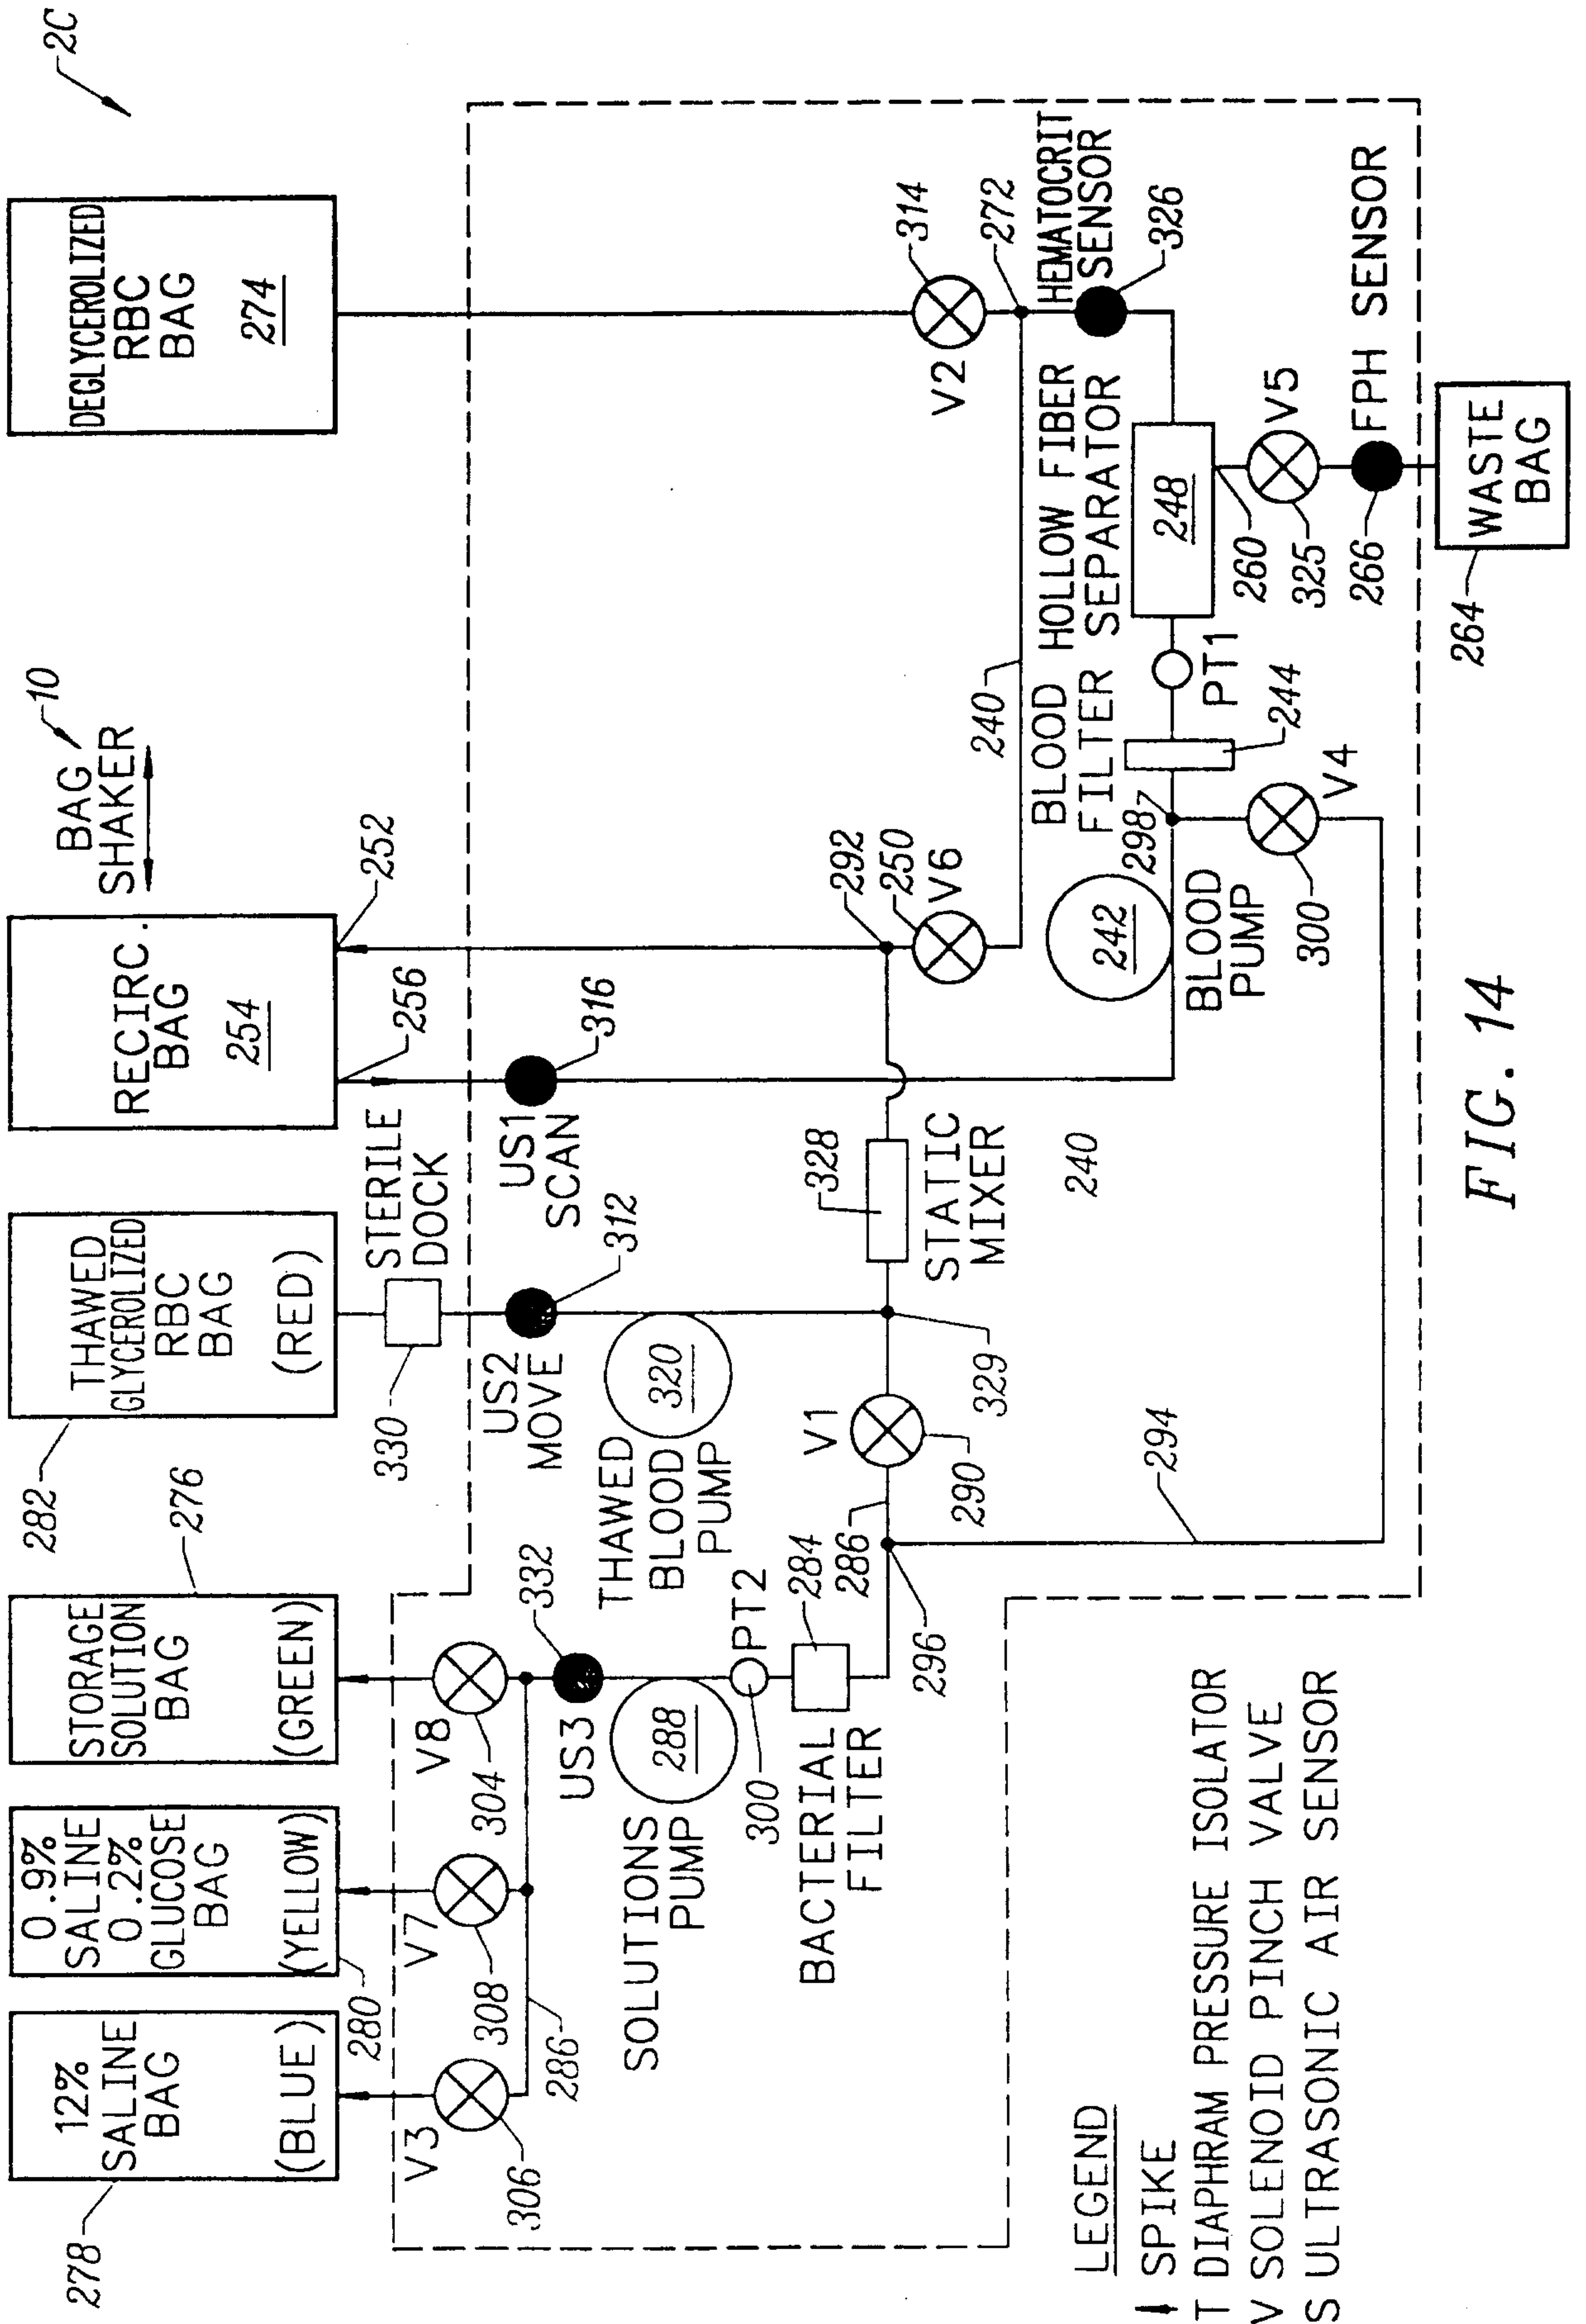 2C
12%
SALINE
BAG
(BLUE)
278
0.9%
SALINE
0.2%
GLUCOSE
BAG
(YELLOW)
280
STORAGE
SOLUTION
BAG
(GREEN)
276
THAWED
GLYCEROLIZED
RBC
BAG
(RED)
282
RECIRC.
BAG
254
BAG
SHAKER
10
DEGLYCEROLIZED
RBC
BAG
274
STERILE
DOCK
330
256
252
V3
306
V7
308
V8
304
286
US3
332
US2
MOVE
312
US1
SCAN
316
SOLUTIONS
PUMP
288
THAWED
BLOOD
PUMP
320
PT2
300
BACTERIAL
FILTER
284
286
296
V1
290
329
328
STATIC
MIXER
292
250
V6
V2
314
272
240
240
294
HEMATOCRIT
SENSOR
326
HOLLOW FIBER
SEPARATOR
248
BLOOD
FILTER
244
PT1
298
242
BLOOD
PUMP
V4
300
260
V5
325
FPH SENSOR
266
WASTE
BAG
264
LEGEND
SPIKE
T DIAPHRAM PRESSURE ISOLATOR
V SOLENOID PINCH VALVE
S ULTRASONIC AIR SENSOR
FIG. 14